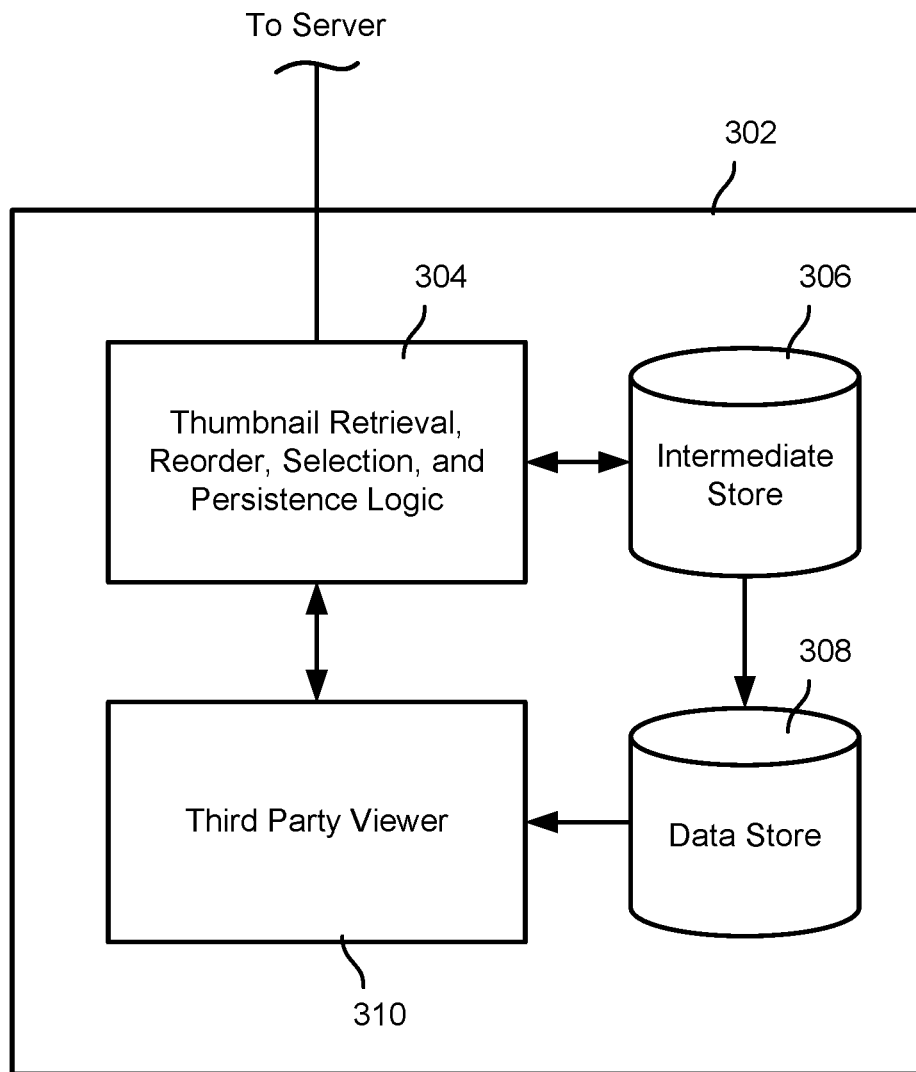 To Server
302
304
306
Thumbnail Retrieval,
Reorder, Selection, and
Persistence Logic
Intermediate
Store
308
Third Party Viewer
Data Store
310